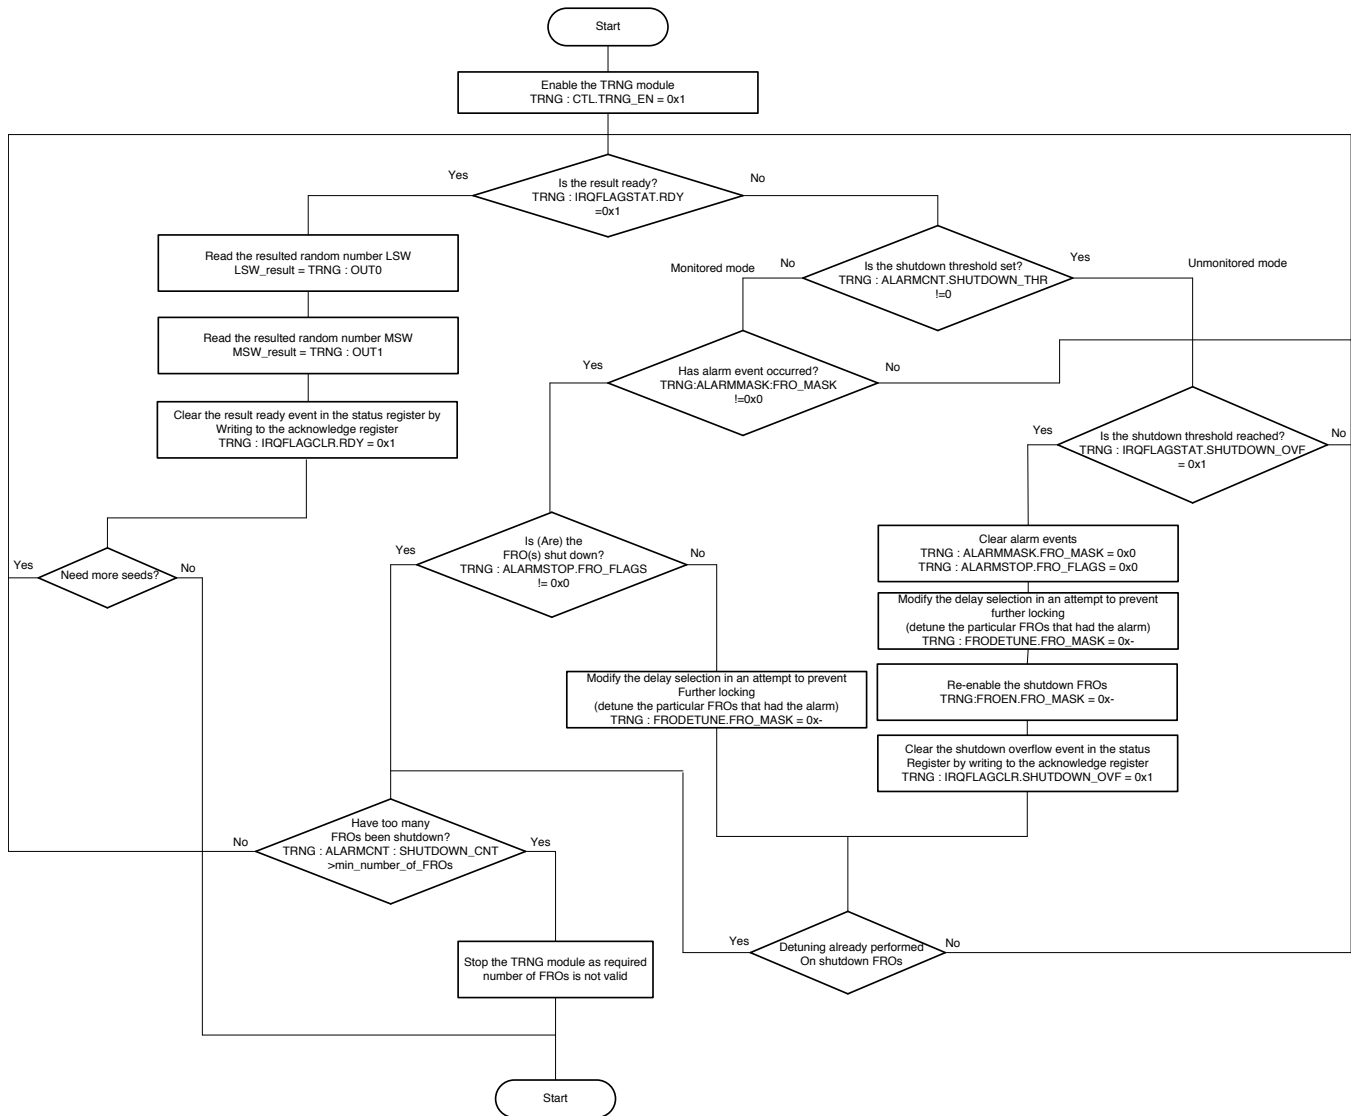 Start
Enable the TRNG module
TRNG : CTL.TRNG_EN = 0x1
Yes
No
Is the result ready?
TRNG : IRQFLAGSTAT.RDY
=0x1
Read the resulted random number LSW
LSW_result = TRNG : OUT0
Monitored mode
No
Is the shutdown threshold set?
TRNG : ALARMCNT.SHUTDOWN_THR
!=0
Yes
Unmonitored mode
Read the resulted random number MSW
MSW_result = TRNG : OUT1
Yes
Has alarm event occurred?
TRNG:ALARMMASK:FRO_MASK
!=0x0
No
Clear the result ready event in the status register by
Writing to the acknowledge register
TRNG : IRQFLAGCLR.RDY = 0x1
Yes
Is the shutdown threshold reached?
TRNG : IRQFLAGSTAT.SHUTDOWN_OVF
= 0x1
No
Yes
Need more seeds?
No
Yes
Is (Are) the
FRO(s) shut down?
TRNG : ALARMSTOP.FRO_FLAGS
!= 0x0
No
Clear alarm events
TRNG : ALARMMASK.FRO_MASK = 0x0
TRNG : ALARMSTOP.FRO_FLAGS = 0x0
Modify the delay selection in an attempt to prevent
further locking
(detune the particular FROs that had the alarm)
TRNG : FRODETUNE.FRO_MASK = 0x-
Modify the delay selection in an attempt to prevent
Further locking
(detune the particular FROs that had the alarm)
TRNG : FRODETUNE.FRO_MASK = 0x-
Re-enable the shutdown FROs
TRNG:FROEN.FRO_MASK = 0x-
Clear the shutdown overflow event in the status
Register by writing to the acknowledge register
TRNG : IRQFLAGCLR.SHUTDOWN_OVF = 0x1
No
Have too many
FROs been shutdown?
TRNG : ALARMCNT : SHUTDOWN_CNT
>min_number_of_FROs
Yes
Yes
Detuning already performed
On shutdown FROs
No
Stop the TRNG module as required
number of FROs is not valid
Start